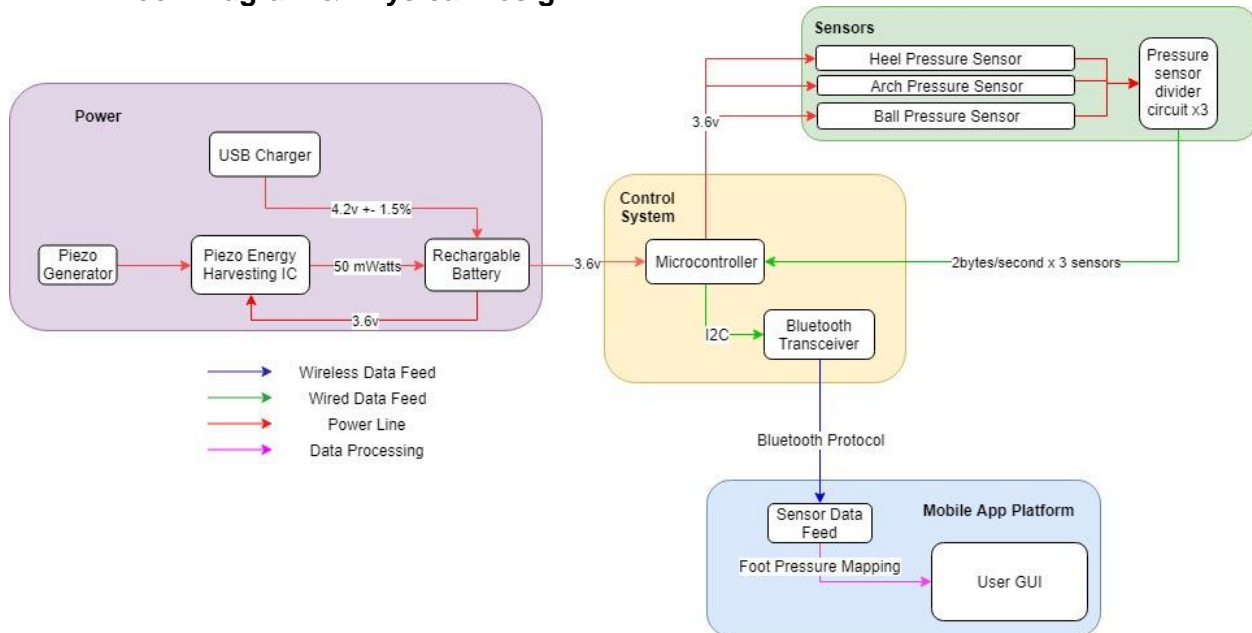 Sensors
Heel Pressure Sensor
Arch Pressure Sensor
Ball Pressure Sensor
Pressure
sensor
divider
circuit x3
Power
USB Charger
4.2v +- 1.5%
Piezo
Generator
Piezo Energy
Harvesting IC
50 mWatts
Rechargable
Battery
3.6v
3.6v
3.6v
Control
System
Microcontroller
2bytes/second x 3 sensors
I2C
Bluetooth
Transceiver
Wireless Data Feed
Wired Data Feed
Power Line
Data Processing
Bluetooth Protocol
Mobile App Platform
Sensor Data
Feed
Foot Pressure Mapping
User GUI